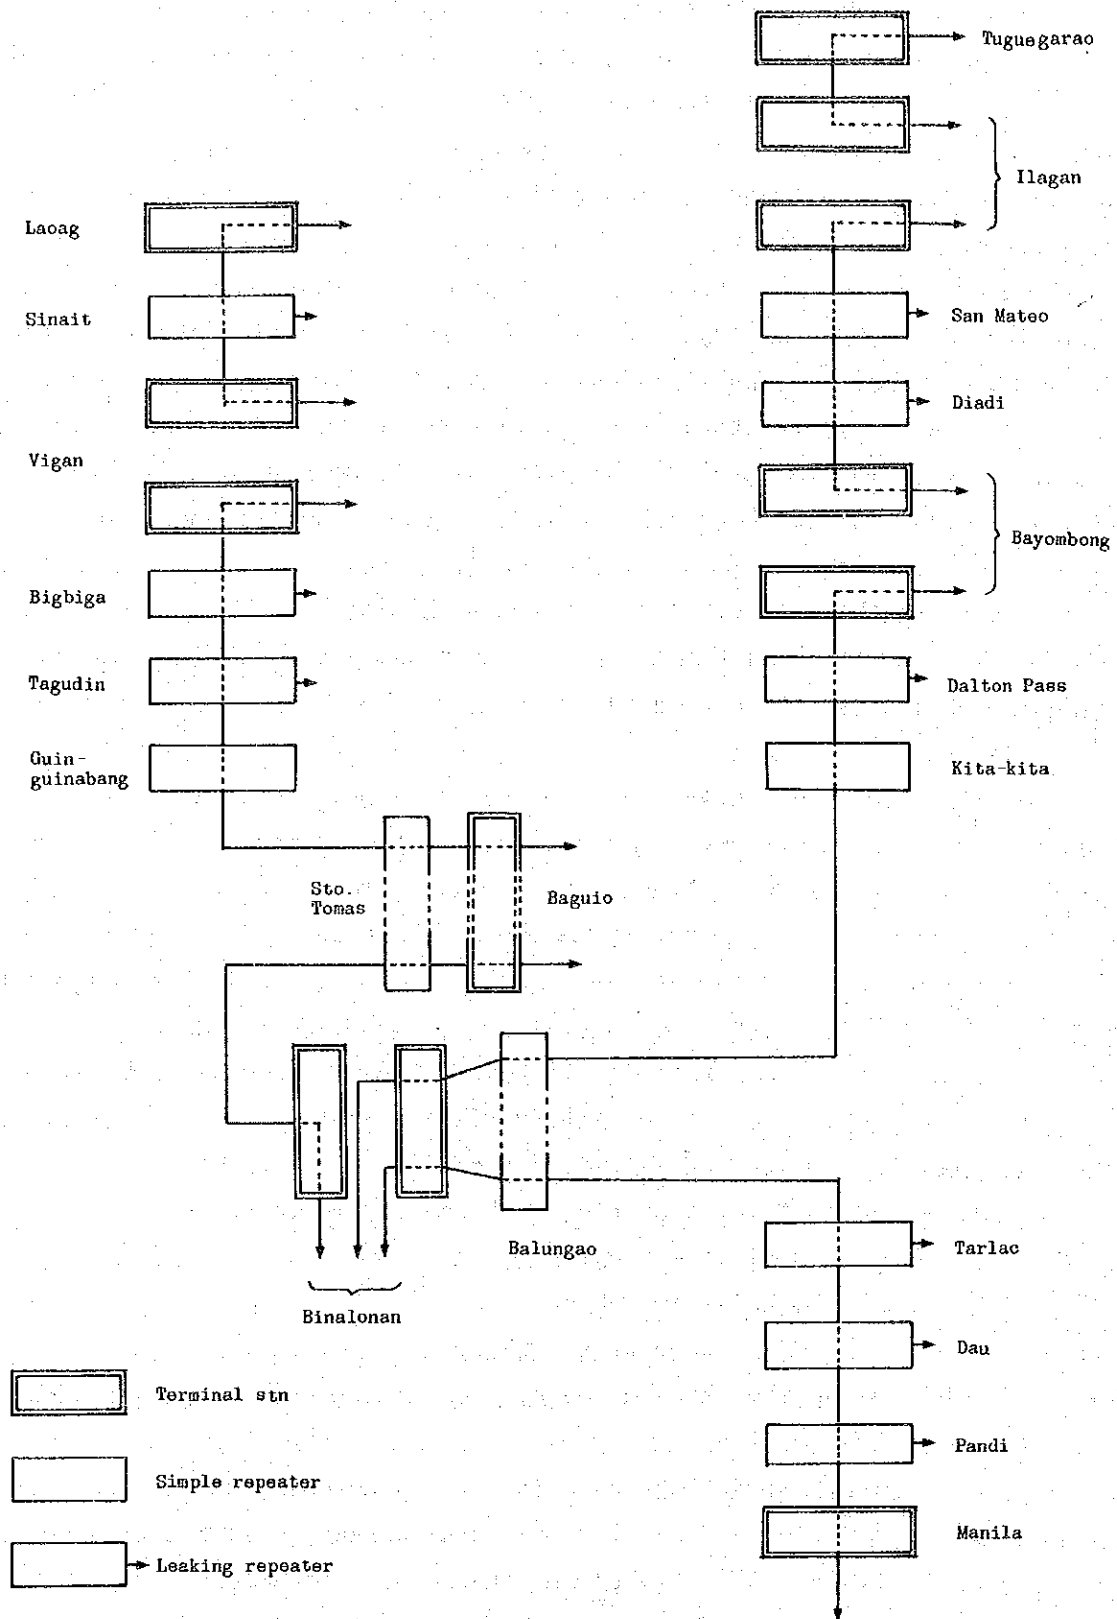 Tuguegarao
Ilagan
Laoag
Sinait
San Mateo
Diadi
Vigan
Bayombong
Bigbiga
Tagudin
Dalton Pass
Guin-
guinabang
Kita-kita
Sto.
Tomas
Baguio
Balungao
Tarlac
Binalonan
Dau
Terminal stn
Pandi
Simple repeater
Manila
Leaking repeater